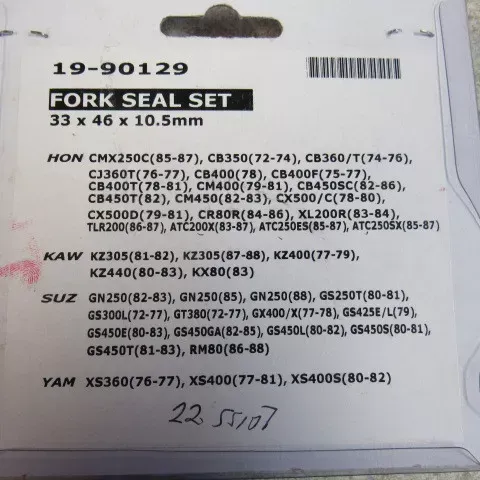 19-90129
FORK SEAL SET
33 x 46 x 10.5mm
HON CMX250C(85-87), CB350(72-74), CB360/T(74-76),
CJ360T(76-77), CB400(78), CB400F(75-77),
CB400T(78-81), CM400(79-81), CB450SC(82-86),
CB450T(82), CM450(82-83), CX500/C(78-80),
CX500D(79-81), CR80R(84-86), XL200R(83-84),
TLR200(86-87), ATC200X(83-87), ATC250ES(85-87), ATC250SX(85-87)
KAW KZ305(81-82), KZ305(87-88), KZ400(77-79),
KZ440(80-83), KX80(83)
SUZ GN250(82-83), GN250(85), GN250(88), GS250T(80-81),
GS300L(72-77), GT380(72-77), GX400/X(77-78), GS425E/L(79),
GS450E(80-83), GS450GA(82-85), GS450L(80-82), GS450S(80-81),
GS450T(81-83), RM80(86-88)
YAM XS360(76-77), XS400(77-81), XS400S(80-82)
22 55107